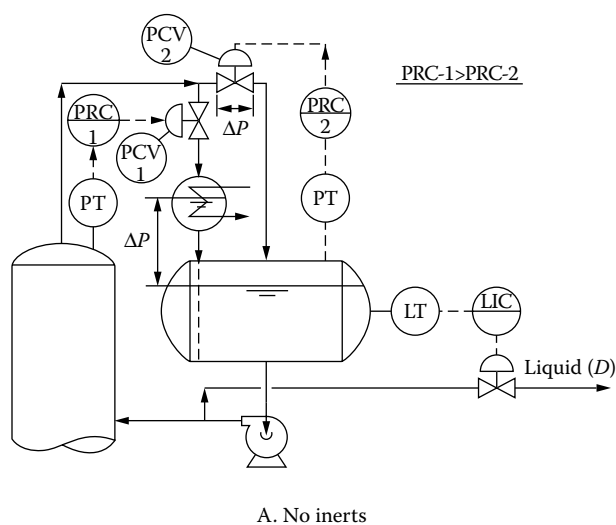 PCV
2
PRC-1>PRC-2
PRC
1
PRC
2
ΔP
PCV
1
PT
PT
ΔP
LT
LIC
Liquid (D)
A. No inerts